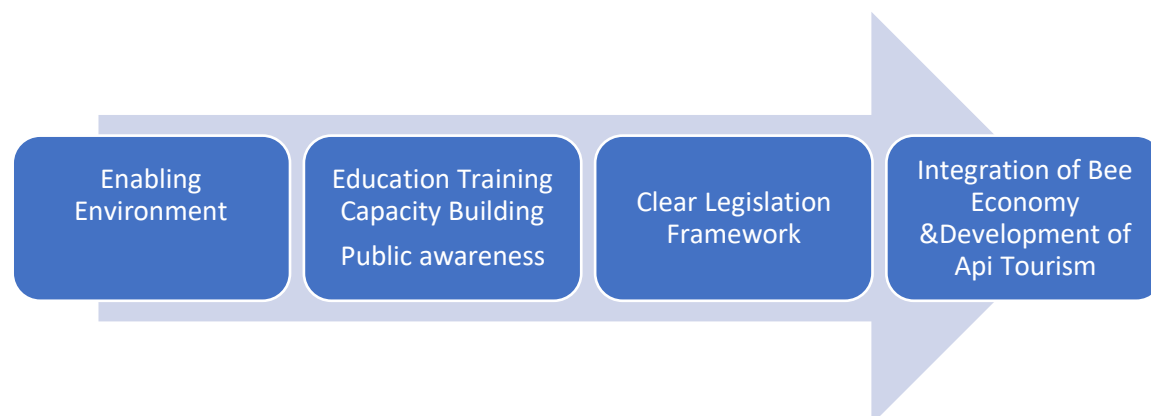 Enabling
Environment
Education Training
Capacity Building
Public awareness
Clear Legislation
Framework
Integration of Bee
Economy
&Development of
Api Tourism